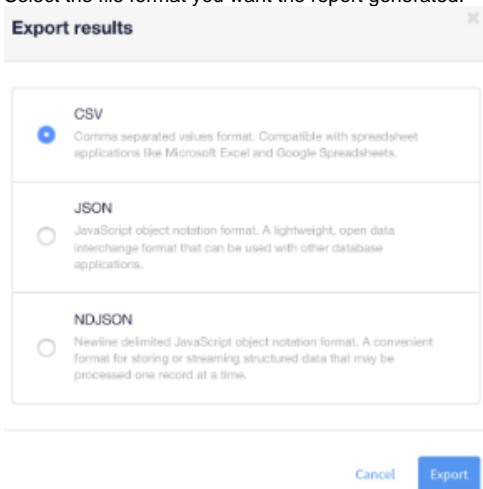 Select the file format you want the report generated.
Export results
CSV
Comma separated values format. Compatible with spreadsheet
applications like Microsoft Excel and Google Spreadsheets.
JSON
JavaScript object notation format. A lightweight, open data
interchange format that can be used with other database
applications.
NDJSON
Newline delimited JavaScript object notation format. A convenient
format for storing or streaming structured data that may be
processed one record at a time.
Cancel Export